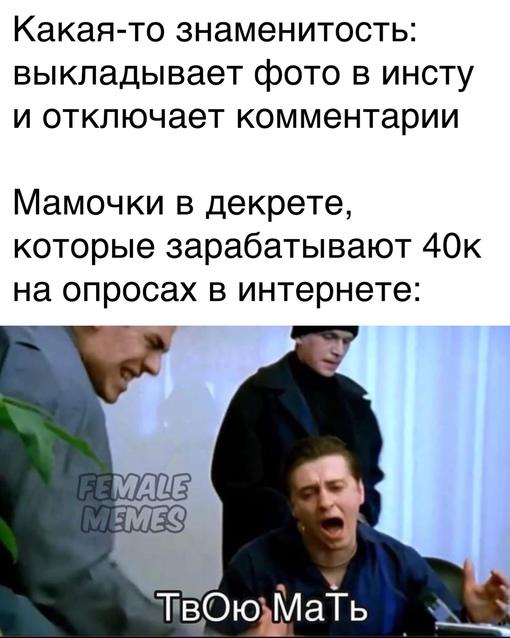 Какая-то знаменитость:
выкладывает фото в инсту
и отключает комментарии
Мамочки в декрете,
которые зарабатывают 40к
на опросах в интернете:
FEMALE
MEMES
ТвОю МаТь